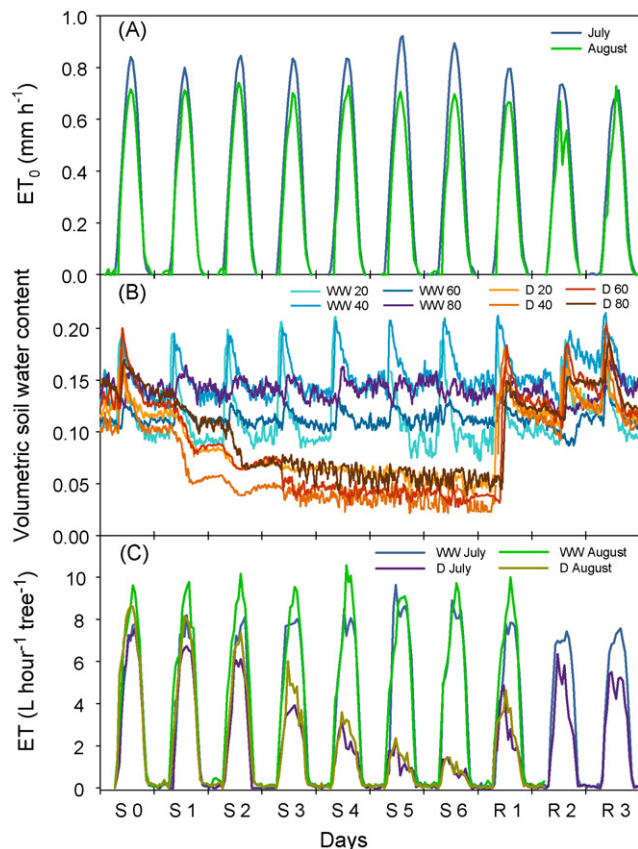 (A)
July
August
ET₀ (mm h⁻¹)
1.0
0.8
0.6
0.4
0.2
0.0
(B)
WW 20 WW 60 D 20 D 60
WW 40 WW 80 D 40 D 80
Volumetric soil water content
0.20
0.15
0.10
0.05
0.00
(C)
WW July WW August
D July D August
ET (L hour⁻¹ tree⁻¹)
10
8
6
4
2
0
S 0 S 1 S 2 S 3 S 4 S 5 S 6 R 1 R 2 R 3
Days